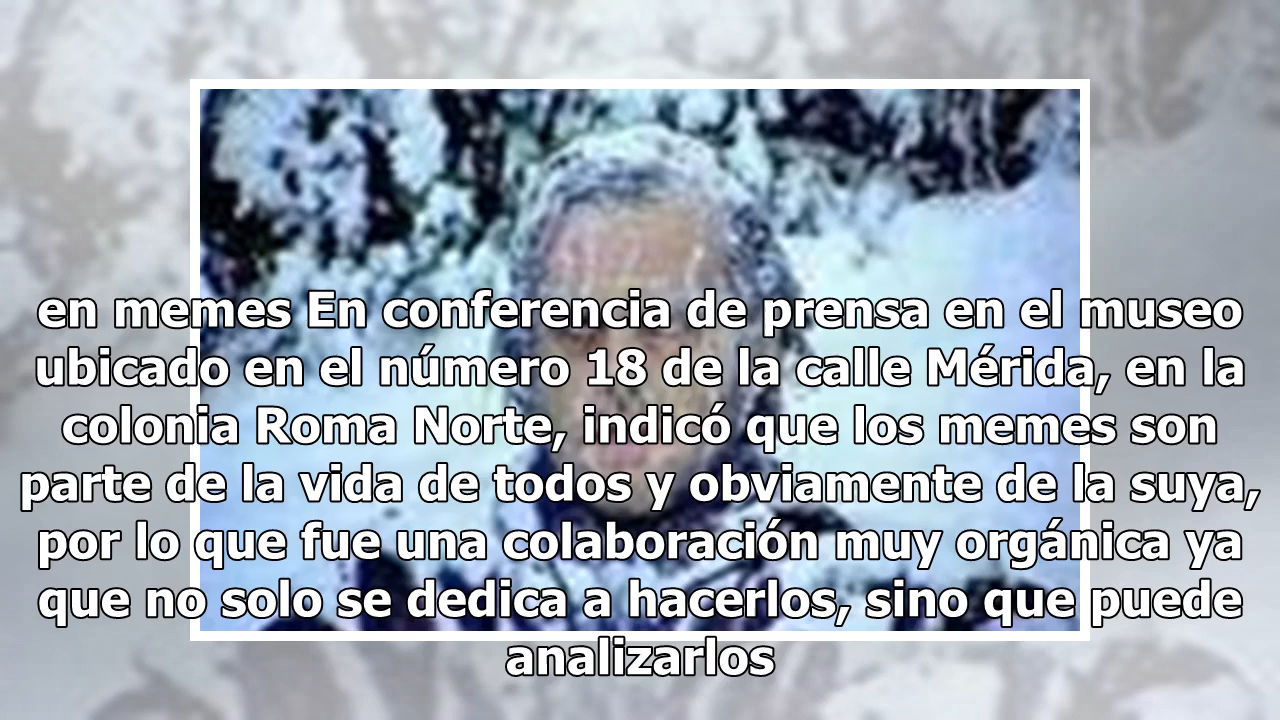 en memes En conferencia de prensa en el museo
ubicado en el número 18 de la calle Mérida, en la
colonia Roma Norte, indicó que los memes son
parte de la vida de todos y obviamente de la suya,
por lo que fue una colaboración muy orgánica ya
que no solo se dedica a hacerlos, sino que puede
analizarlos